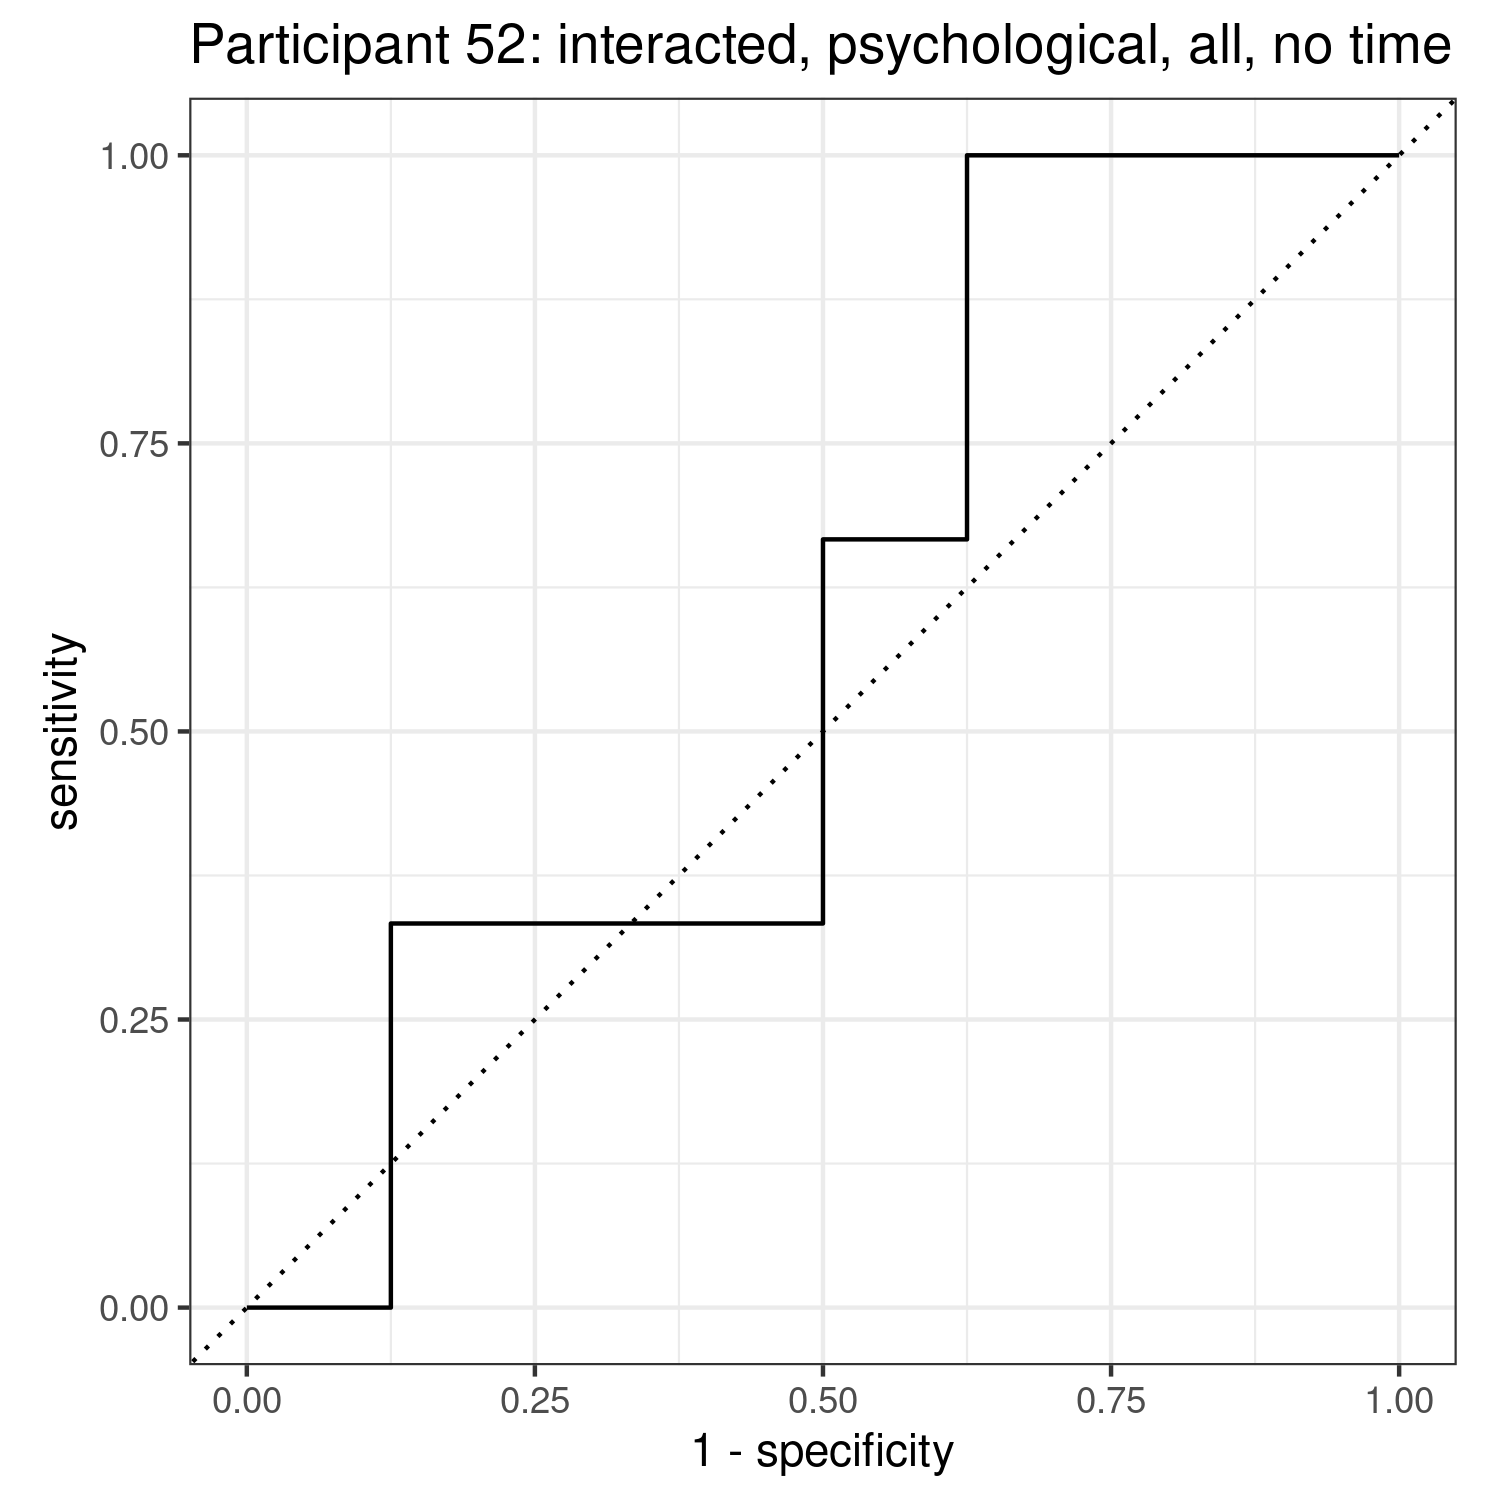 Participant 52: interacted, psychological, all, no time
1.00
0.75
0.50
0.25
0.00
sensitivity
0.00 0.25 0.50 0.75 1.00
1 - specificity